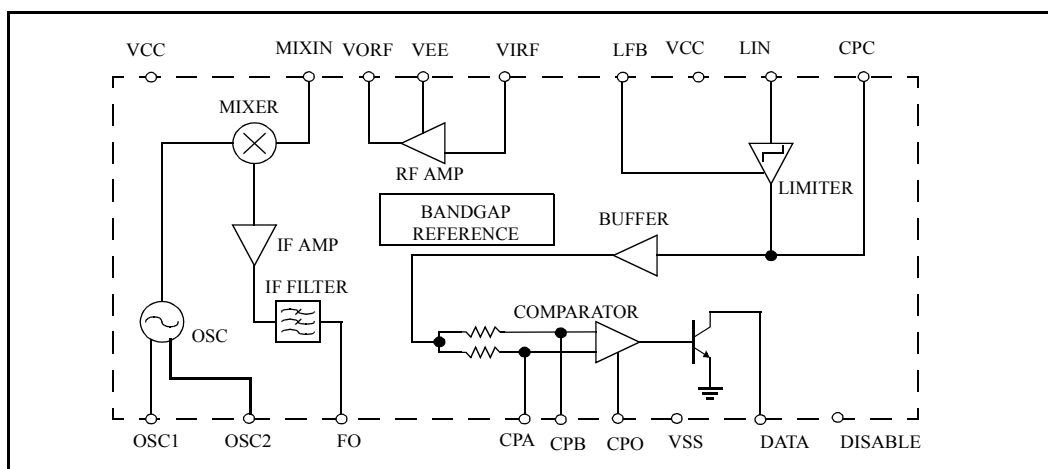 VCC
MIXIN
VORF
VEE
VIRF
LFB
VCC
LIN
CPC
MIXER
RF AMP
LIMITER
BANDGAP
REFERENCE
BUFFER
IF AMP
IF FILTER
COMPARATOR
OSC
OSC1
OSC2
FO
CPA
CPB
CPO
VSS
DATA
DISABLE